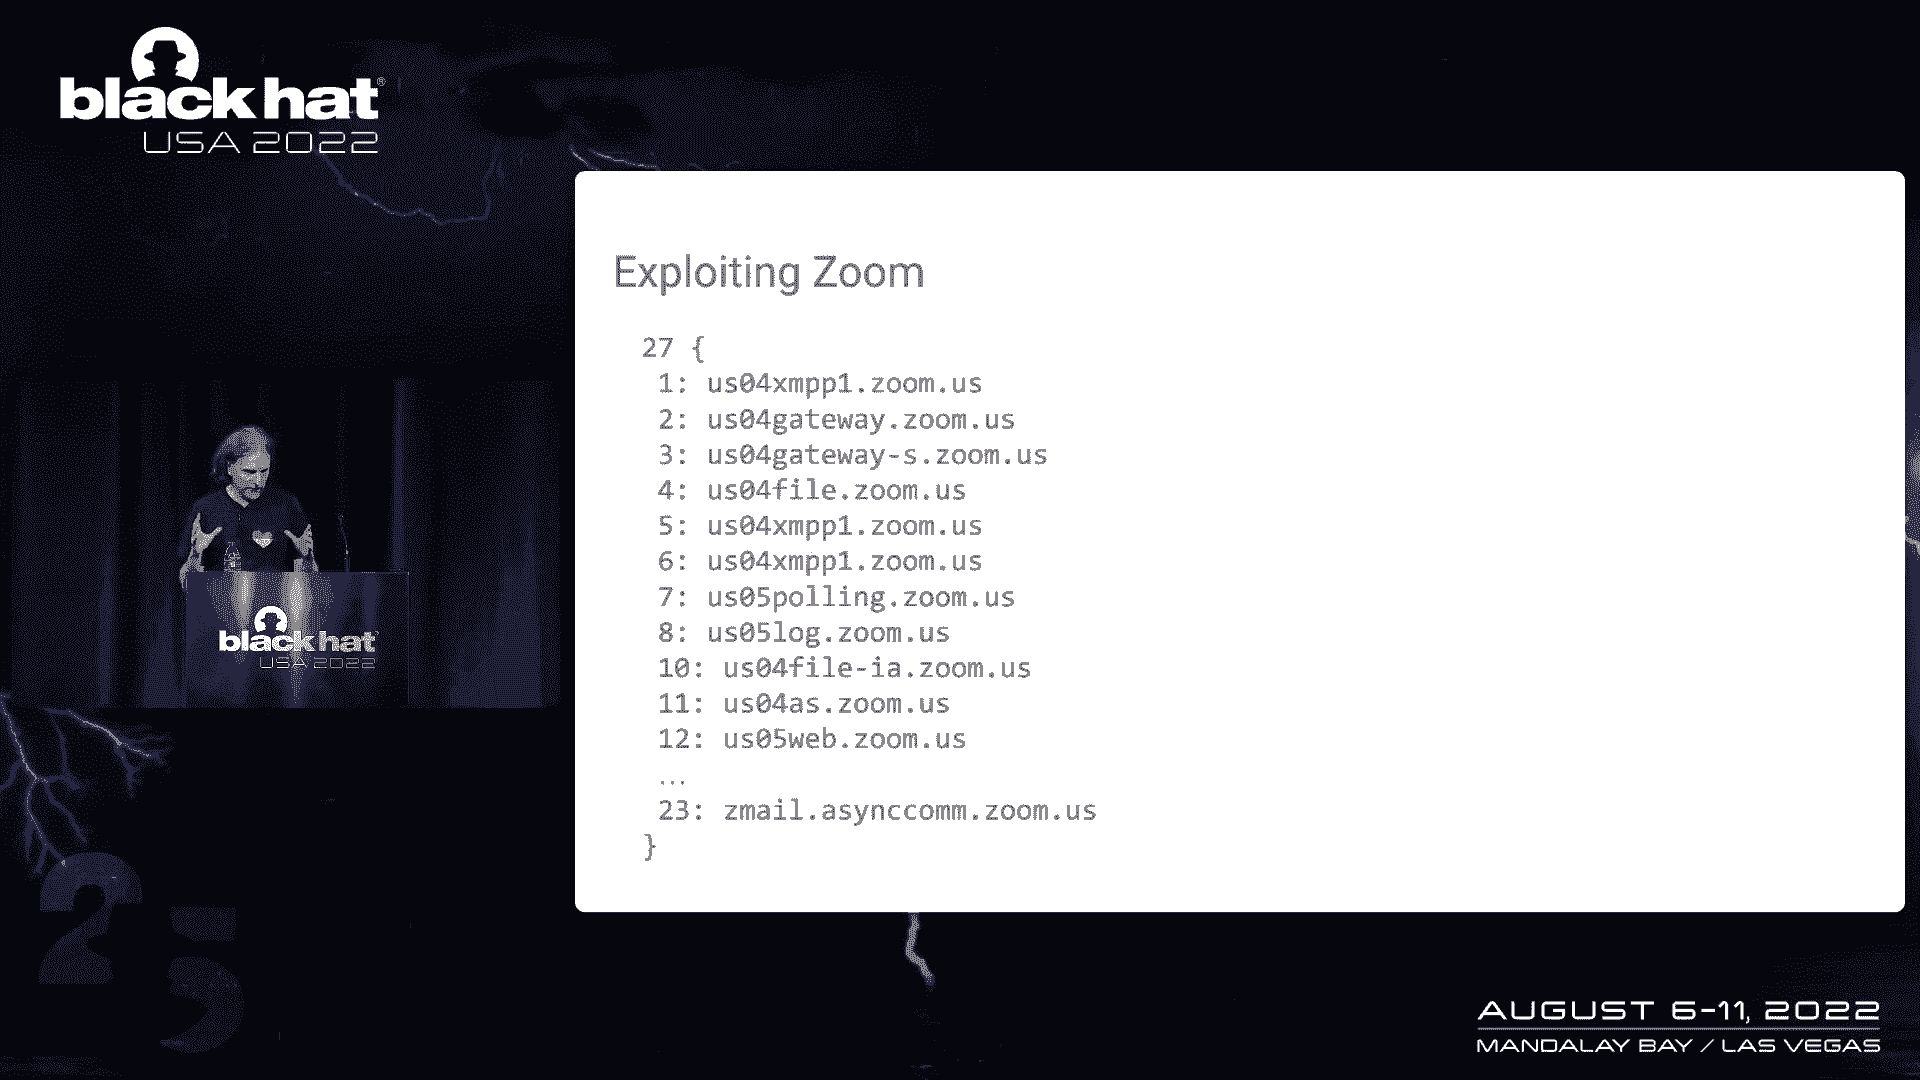 black hat®
USA 2022
Exploiting Zoom
27 {
1: us04xmpp1.zoom.us
2: us04gateway.zoom.us
3: us04gateway-s.zoom.us
4: us04file.zoom.us
5: us04xmpp1.zoom.us
6: us04xmpp1.zoom.us
7: us05polling.zoom.us
8: us05log.zoom.us
10: us04file-ia.zoom.us
11: us04as.zoom.us
12: us05web.zoom.us
...
23: zmail.asynccomm.zoom.us
}
black hat
USA 2022
25
AUGUST 6-11, 2022
MANDALAY BAY / LAS VEGAS